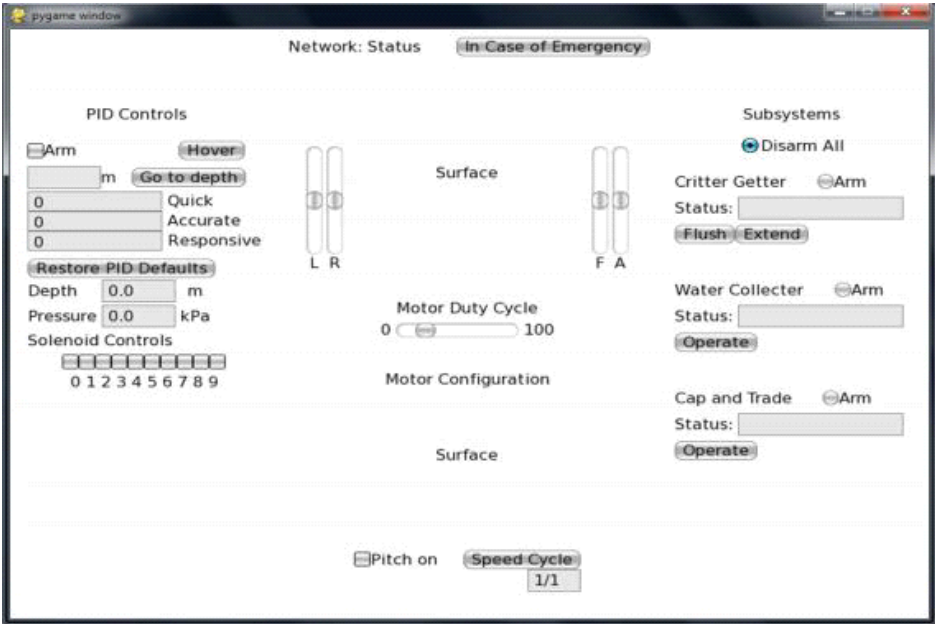 pygame window
Network: Status In Case of Emergency
PID Controls
Arm Hover
m Go to depth
0 Quick
0 Accurate
0 Responsive
Restore PID Defaults
Depth 0.0 m
Pressure 0.0 kPa
Solenoid Controls
0 1 2 3 4 5 6 7 8 9
L R
Surface
F A
Motor Duty Cycle
0 100
Motor Configuration
Surface
Pitch on Speed Cycle
1/1
Subsystems
Disarm All
Critter Getter Arm
Status:
Flush Extend
Water Collecter Arm
Status:
Operate
Cap and Trade Arm
Status:
Operate